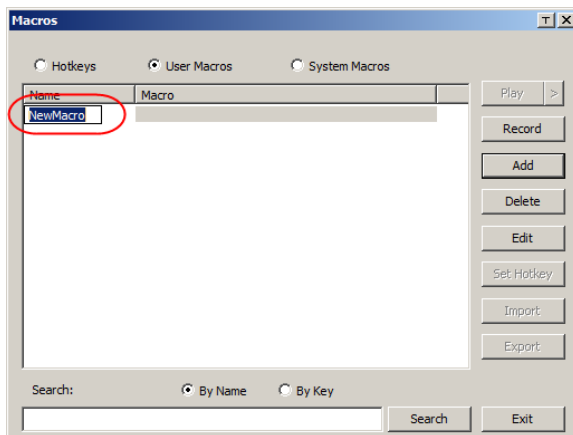 Macros
Hotkeys User Macros System Macros
Name Macro
NewMacro
Play >
Record
Add
Delete
Edit
Set Hotkey
Import
Export
Search: By Name By Key
Search Exit